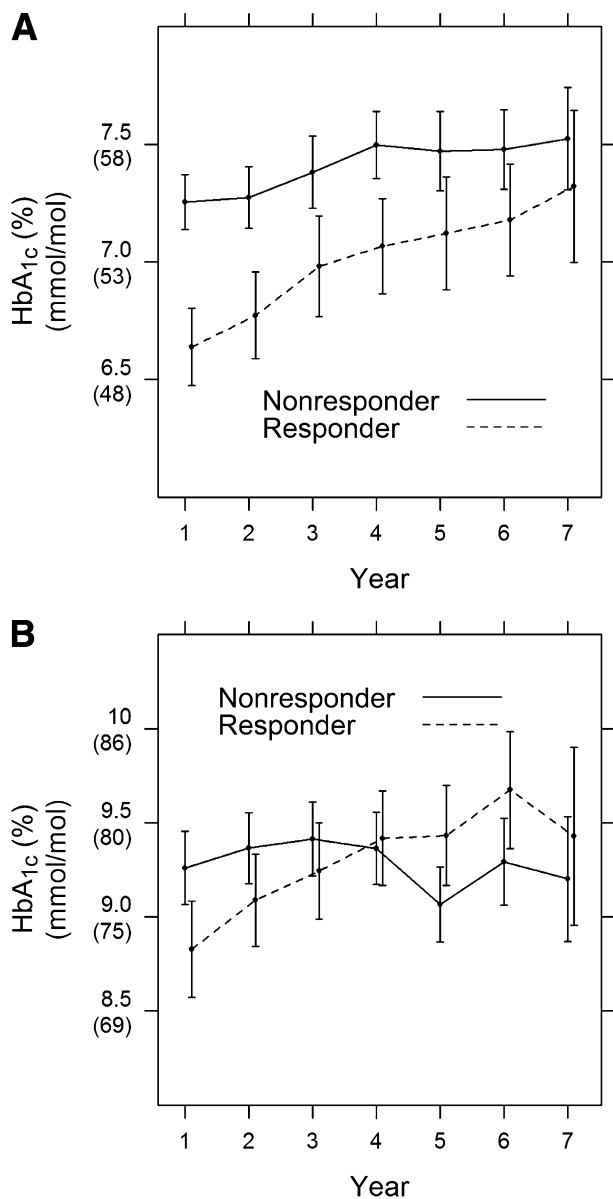 A
7.5
(58)
7.0
(53)
6.5
(48)
HbA1c (%)
(mmol/mol)
Nonresponder
Responder
1 2 3 4 5 6 7
Year
B
Nonresponder
Responder
10
(86)
9.5
(80)
9.0
(75)
8.5
(69)
HbA1c (%)
(mmol/mol)
1 2 3 4 5 6 7
Year